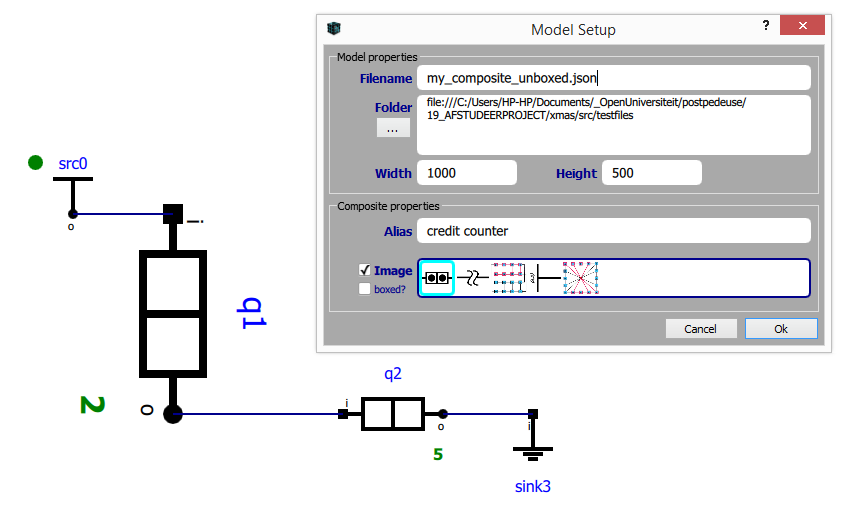 Model Setup
?
x
Model properties
Filename my_composite_unboxed.json
Folder file:///C:/Users/HP-HP/Documents/_OpenUniversiteit/postpedeuse/
19_AFSTUDEERPROJECT/xmas/src/testfiles
...
Width 1000 Height 500
Composite properties
Alias credit counter
Image
boxed?
Cancel Ok
src0
o
i
q1
2
o
q2
i
o
i
5
sink3